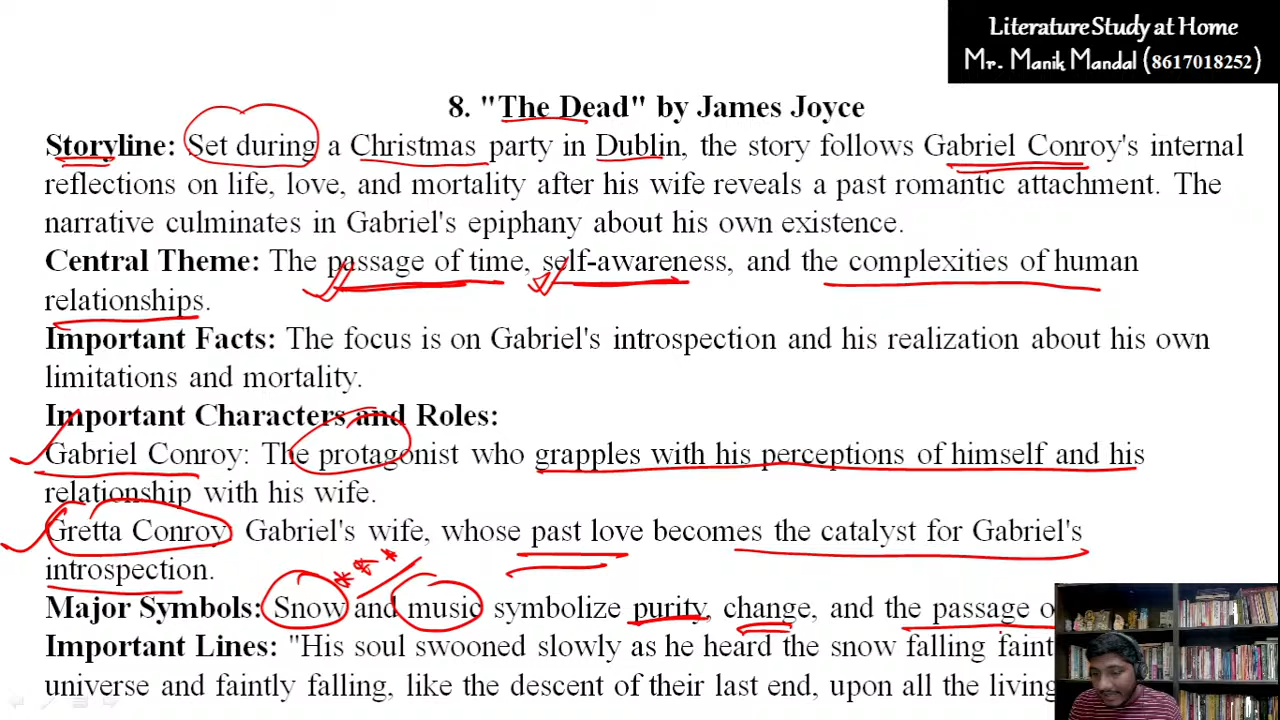 Literature Study at Home
Mr. Manik Mandal (8617018252)
8. "The Dead" by James Joyce
Storyline: Set during a Christmas party in Dublin, the story follows Gabriel Conroy's internal
reflections on life, love, and mortality after his wife reveals a past romantic attachment. The
narrative culminates in Gabriel's epiphany about his own existence.
Central Theme: The passage of time, self-awareness, and the complexities of human
relationships.
Important Facts: The focus is on Gabriel's introspection and his realization about his own
limitations and mortality.
Important Characters and Roles:
Gabriel Conroy: The protagonist who grapples with his perceptions of himself and his
relationship with his wife.
Gretta Conroy Gabriel's wife, whose past love becomes the catalyst for Gabriel's
introspection.
Major Symbols: Snow and music symbolize purity, change, and the passage
Important Lines: "His soul swooned slowly as he heard the snow falling
universe and faintly falling, like the descent of their last end, upon all the living